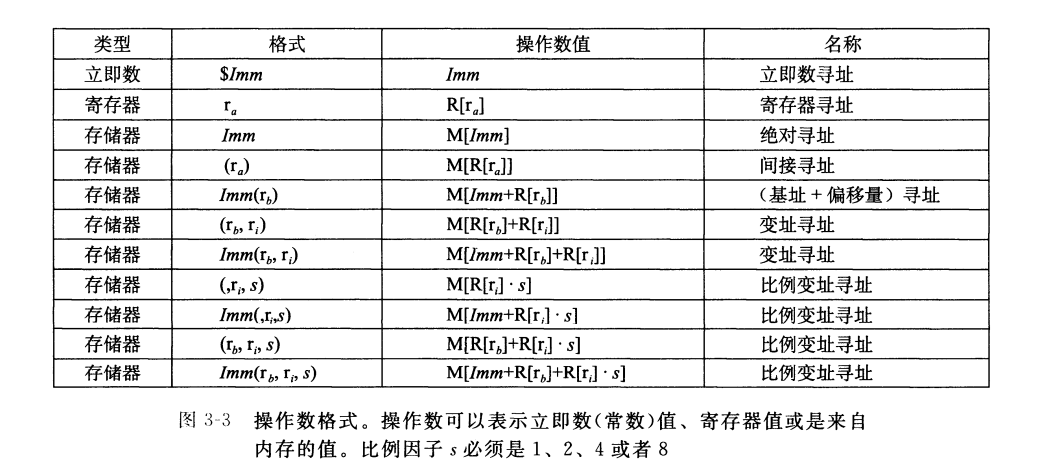 类型 格式 操作数值 名称
立即数 $Imm Imm 立即数寻址
寄存器 rₐ R[rₐ] 寄存器寻址
存储器 Imm M[Imm] 绝对寻址
存储器 (rₐ) M[R[rₐ]] 间接寻址
存储器 Imm(r_b) M[Imm+R[r_b]] （基址+偏移量）寻址
存储器 (r_b, r_i) M[R[r_b]+R[r_i]] 变址寻址
存储器 Imm(r_b, r_i) M[Imm+R[r_b]+R[r_i]] 变址寻址
存储器 (,r_i, s) M[R[r_i]·s] 比例变址寻址
存储器 Imm(,r_i,s) M[Imm+R[r_i]·s] 比例变址寻址
存储器 (r_b, r_i, s) M[R[r_b]+R[r_i]·s] 比例变址寻址
存储器 Imm(r_b, r_i, s) M[Imm+R[r_b]+R[r_i]·s] 比例变址寻址
图 3-3 操作数格式。操作数可以表示立即数(常数)值、寄存器值或是来自
内存的值。比例因子 s 必须是 1、2、4 或者 8